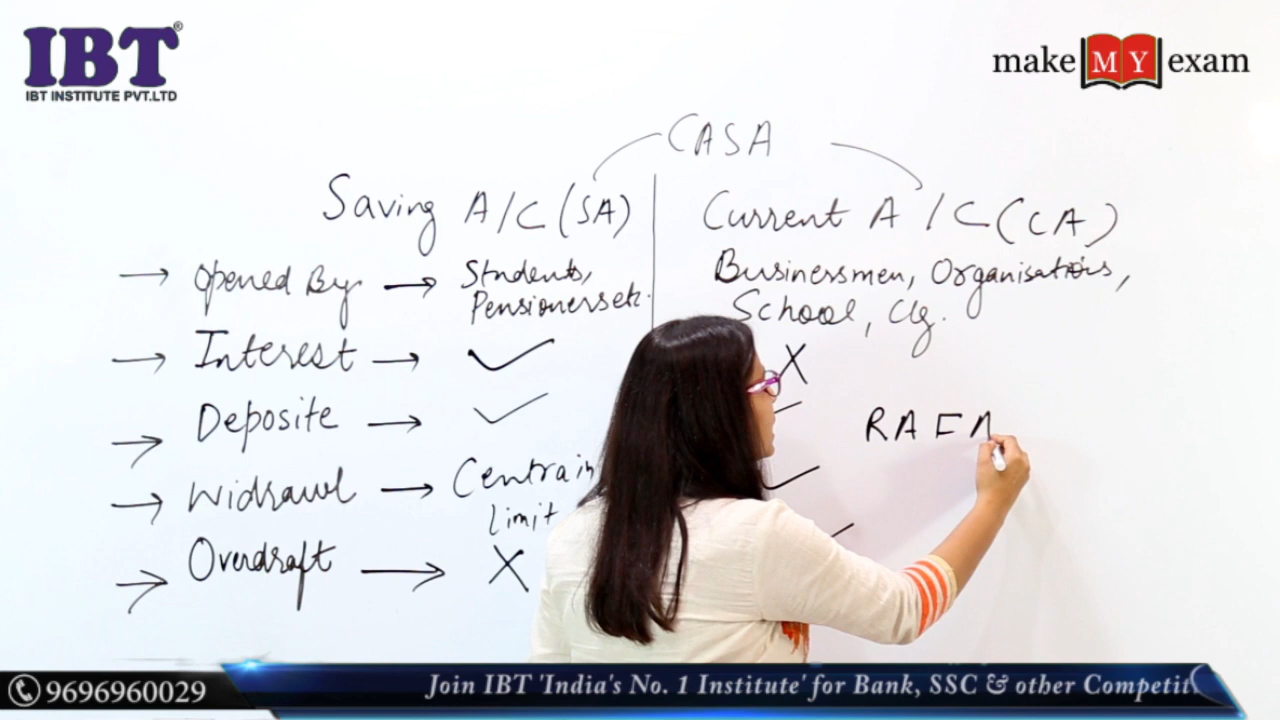 IBT®
IBT INSTITUTE PVT.LTD
make MY exam
CASA
Saving A/C (SA)
Current A/C (CA)
Opened By → Students,
Pensioners etc.
Businessmen, Organisations,
School, Clg.
→ Interest → ✓
X
→ Deposite → ✓
RAFA
→ Widrawl → Centrain
limit
✓
→ Overdraft → X
9696960029
Join IBT 'India's No. 1 Institute' for Bank, SSC & other Competit